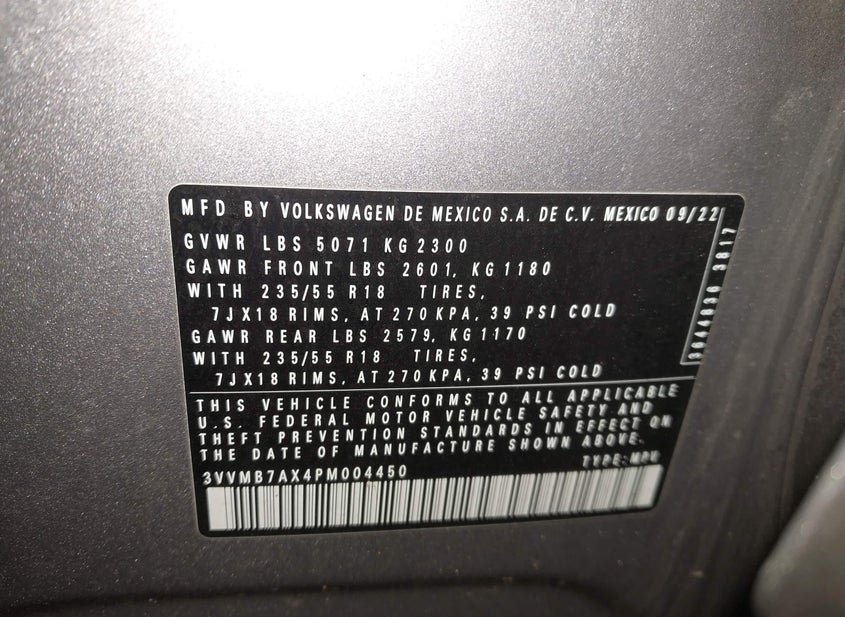 MFD BY VOLKSWAGEN DE MEXICO S.A. DE C.V. MEXICO 09/22
GVWR LBS 5071 KG 2300
GAWR FRONT LBS 2601, KG 1180
WITH 235/55 R18 TIRES,
7JX18 RIMS, AT 270 KPA, 39 PSI COLD
GAWR REAR LBS 2579, KG 1170
WITH 235/55 R18 TIRES,
7JX18 RIMS, AT 270 KPA, 39 PSI COLD
THIS VEHICLE CONFORMS TO ALL APPLICABLE
U.S. FEDERAL MOTOR VEHICLE SAFETY AND
THEFT PREVENTION STANDARDS IN EFFECT ON
THE DATE OF MANUFACTURE SHOWN ABOVE.
TYPE: MPV
3VVMB7AX4PM004450
3817